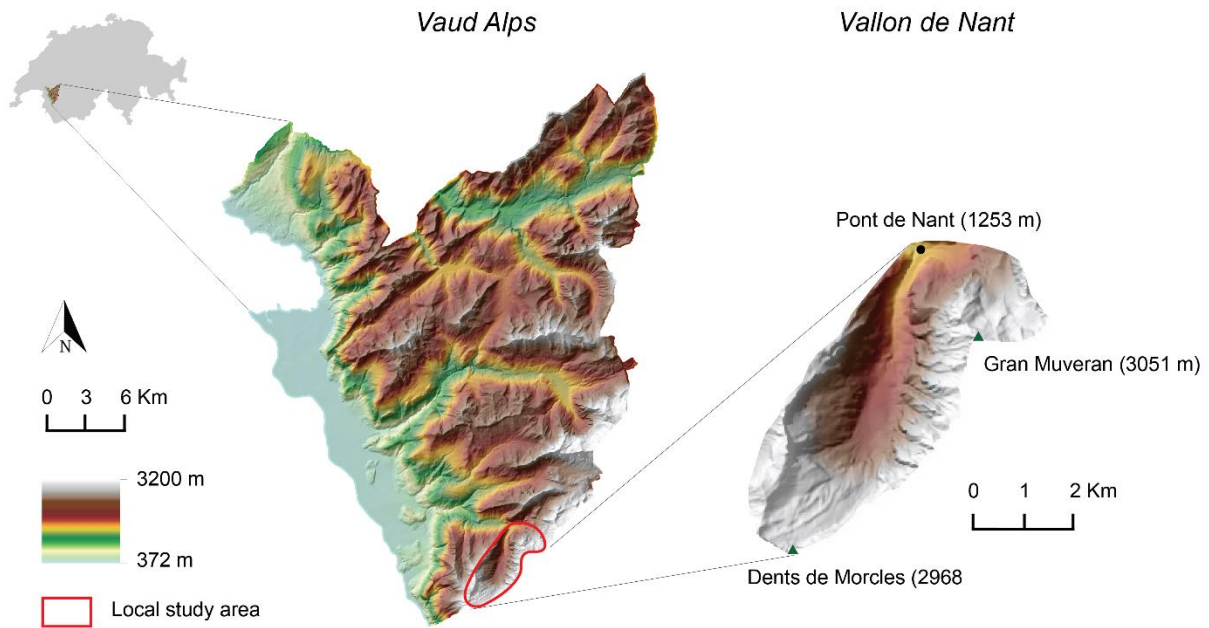 Vaud Alps
Vallon de Nant
Pont de Nant (1253 m)
Gran Muveran (3051 m)
Dents de Morcles (2968
N
0 3 6 Km
3200 m
372 m
Local study area
0 1 2 Km